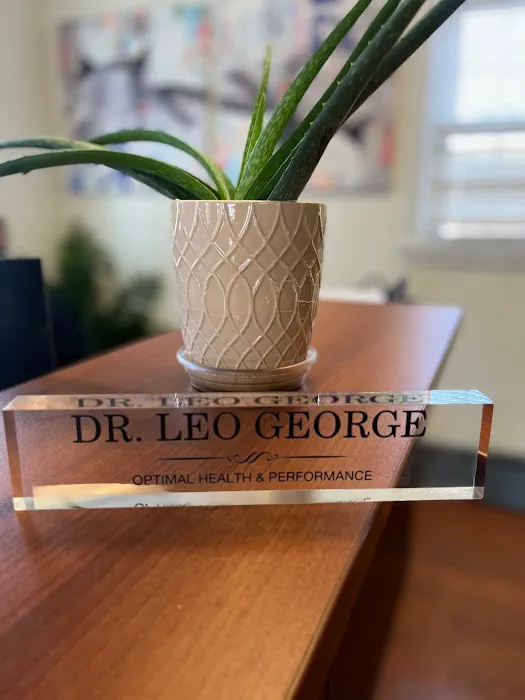 DR. LEO GEORGE
OPTIMAL HEALTH & PERFORMANCE